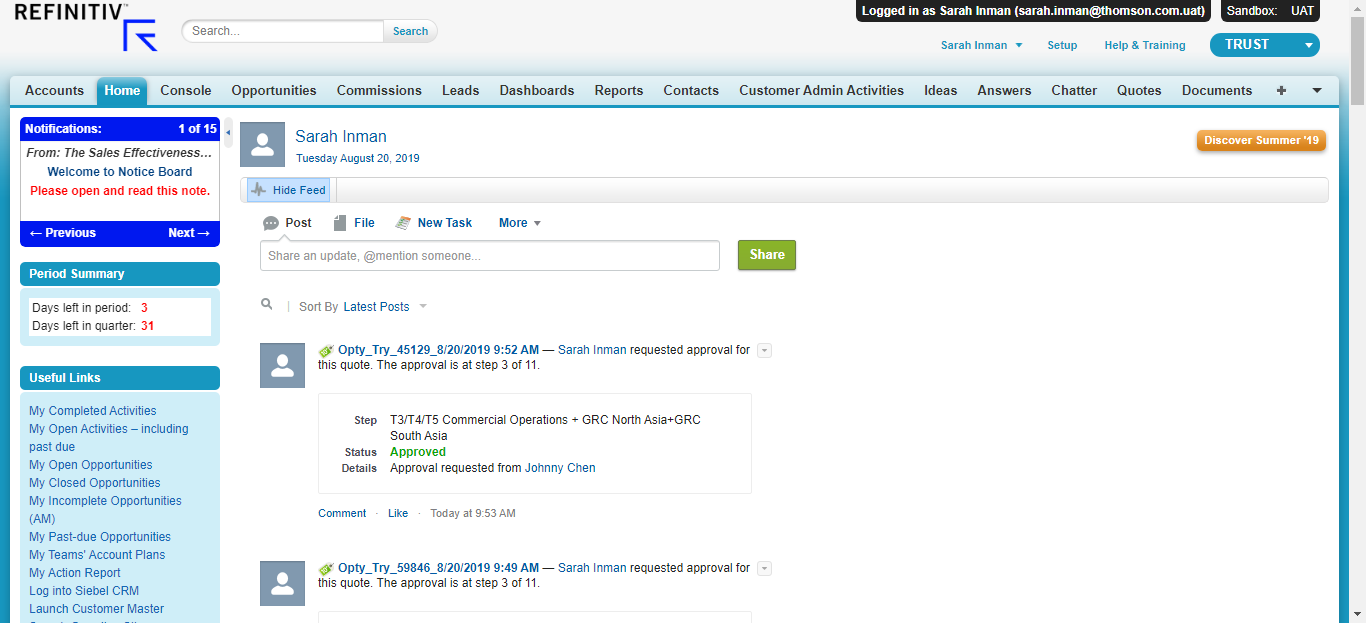 REFINITIV
Search...
Search
Logged in as Sarah Inman (sarah.inman@thomson.com.uat)
Sandbox: UAT
Sarah Inman
Setup
Help & Training
TRUST
Accounts
Home
Console
Opportunities
Commissions
Leads
Dashboards
Reports
Contacts
Customer Admin Activities
Ideas
Answers
Chatter
Quotes
Documents
+
Notifications: 1 of 15
From: The Sales Effectiveness...
Welcome to Notice Board
Please open and read this note.
← Previous Next →
Period Summary
Days left in period: 3
Days left in quarter: 31
Useful Links
My Completed Activities
My Open Activities – including
past due
My Open Opportunities
My Closed Opportunities
My Incomplete Opportunities
(AM)
My Past-due Opportunities
My Teams' Account Plans
My Action Report
Log into Siebel CRM
Launch Customer Master
Sarah Inman
Tuesday August 20, 2019
Discover Summer '19
Hide Feed
Post
File
New Task
More
Share an update, @mention someone...
Share
Sort By Latest Posts
Opty_Try_45129_8/20/2019 9:52 AM — Sarah Inman requested approval for
this quote. The approval is at step 3 of 11.
Step T3/T4/T5 Commercial Operations + GRC North Asia+GRC
South Asia
Status Approved
Details Approval requested from Johnny Chen
Comment · Like · Today at 9:53 AM
Opty_Try_59846_8/20/2019 9:49 AM — Sarah Inman requested approval for
this quote. The approval is at step 3 of 11.